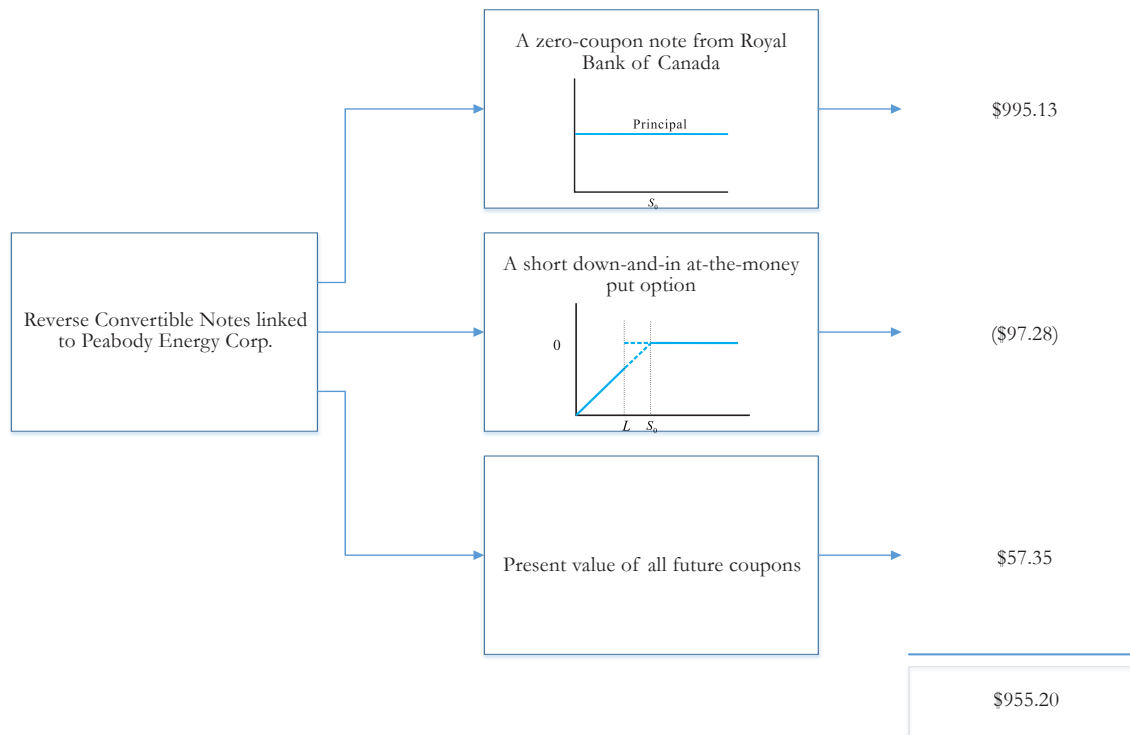 A zero-coupon note from Royal
Bank of Canada
Principal
S₀
$995.13
Reverse Convertible Notes linked
to Peabody Energy Corp.
A short down-and-in at-the-money
put option
0
L S₀
($97.28)
Present value of all future coupons
$57.35
$955.20